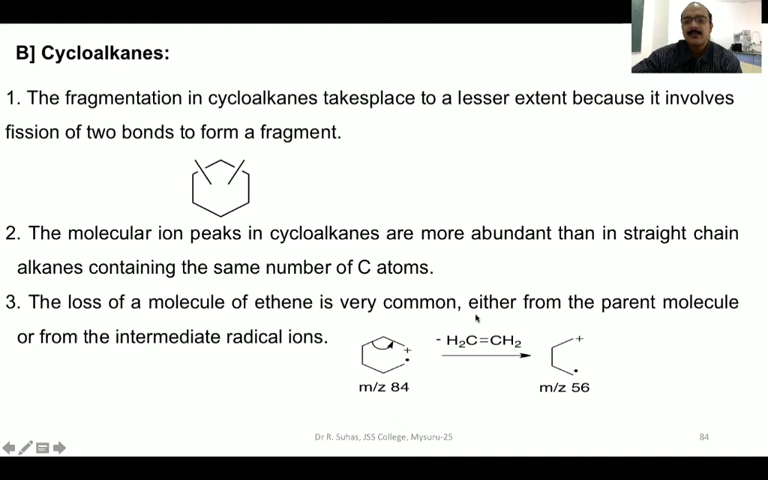 B] Cycloalkanes:
1. The fragmentation in cycloalkanes takesplace to a lesser extent because it involves
fission of two bonds to form a fragment.
2. The molecular ion peaks in cycloalkanes are more abundant than in straight chain
alkanes containing the same number of C atoms.
3. The loss of a molecule of ethene is very common, either from the parent molecule
or from the intermediate radical ions.
- H₂C=CH₂
+
+
m/z 84
m/z 56
Dr R. Suhas, JSS College, Mysuru-25
84